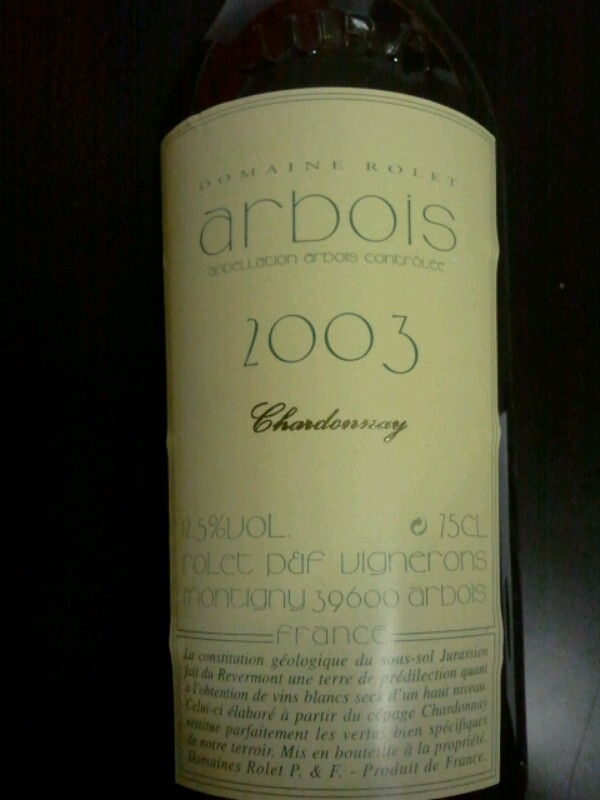 DOMAINE ROLET
arbois
appellation arbois contrôlée
2003
Chardonnay
12.5%VOL. 75CL
rolet p&f vignerons
montigny 39600 arbois
france
La constitution géologique du sous-sol Jurassien
fait du Revermont une terre de prédilection quant
à l'obtention de vins blancs secs d'un haut niveau.
Celui-ci élaboré à partir du cépage Chardonnay
restitue parfaitement les vertus bien spécifiques
de notre terroir. Mis en bouteille à la propriété.
Domaines Rolet P. & F. - Produit de France.